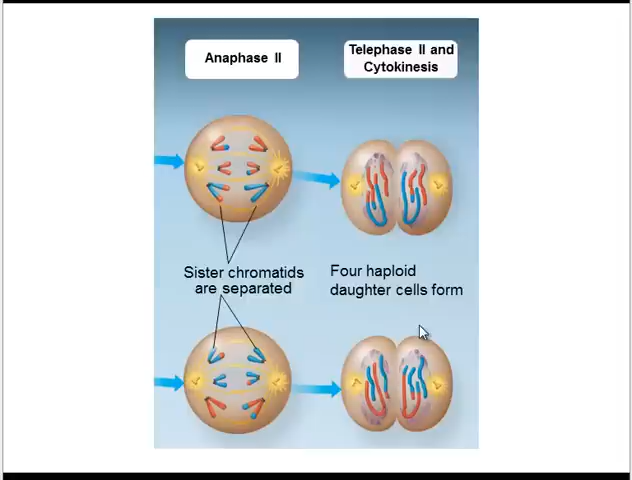 Anaphase II
Telephase II and
Cytokinesis
Sister chromatids
are separated
Four haploid
daughter cells form